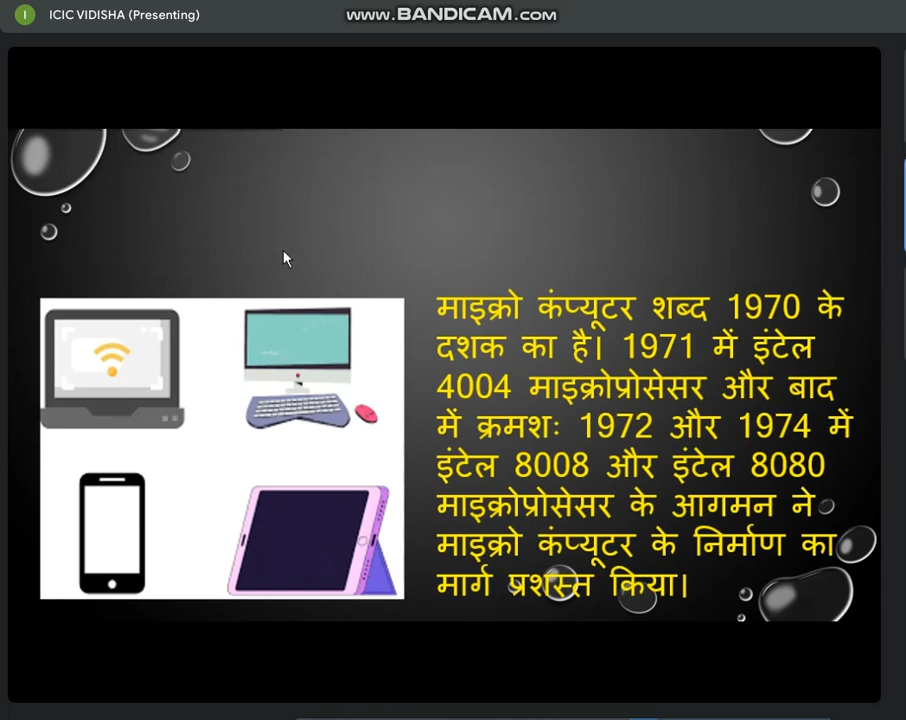 I ICIC VIDISHA (Presenting)
WWW.BANDICAM.COM
माइक्रो कंप्यूटर शब्द 1970 के
दशक का है। 1971 में इंटेल
4004 माइक्रोप्रोसेसर और बाद
में क्रमशः 1972 और 1974 में
इंटेल 8008 और इंटेल 8080
माइक्रोप्रोसेसर के आगमन ने
माइक्रो कंप्यूटर के निर्माण का
मार्ग प्रशस्त किया।